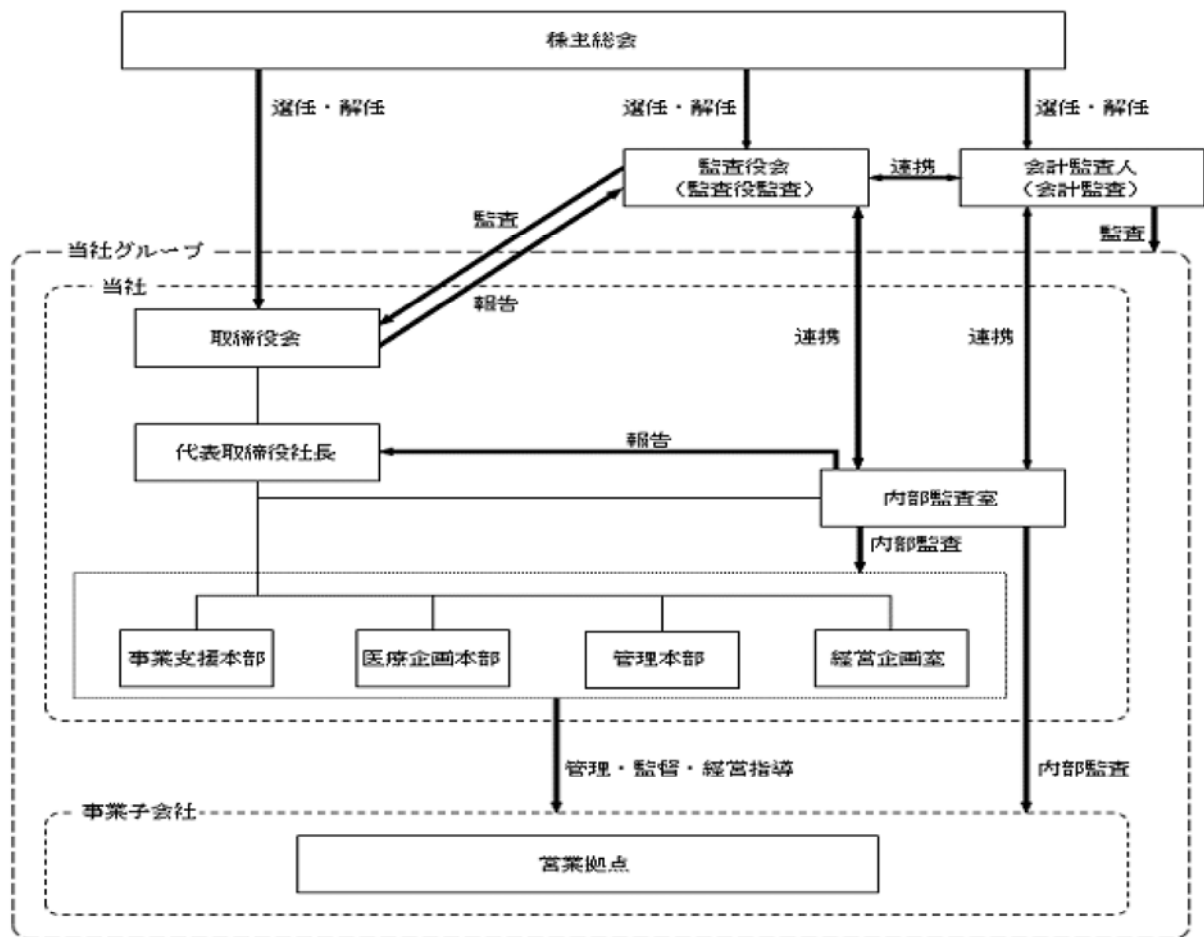 株主総会
選任・解任
選任・解任
選任・解任
監査役会
（監査役監査）
連携
会計監査人
（会計監査）
監査
監査
当社グループ
当社
報告
取締役会
連携
連携
代表取締役社長
報告
内部監査室
内部監査
事業支援本部
医療企画本部
管理本部
経営企画室
管理・監督・経営指導
内部監査
事業子会社
営業拠点